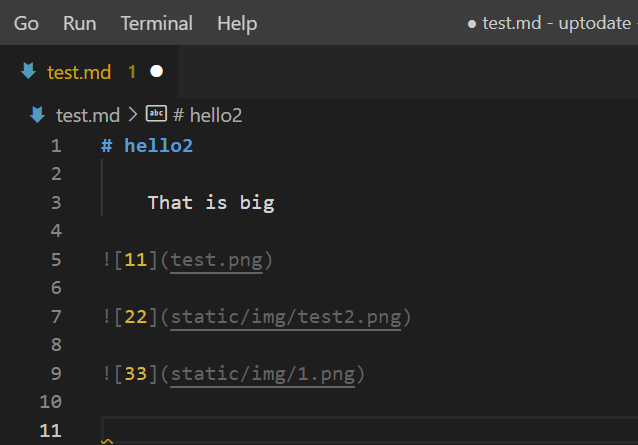 Go Run Terminal Help ● test.md - uptodate -
test.md 1 ●
test.md > abc # hello2
1 # hello2
2
3 That is big
4
5 ![11](test.png)
6
7 ![22](static/img/test2.png)
8
9 ![33](static/img/1.png)
10
11